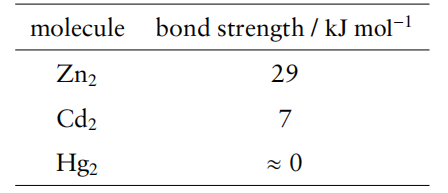 molecule bond strength / kJ mol⁻¹
Zn₂ 29
Cd₂ 7
Hg₂ ≈ 0